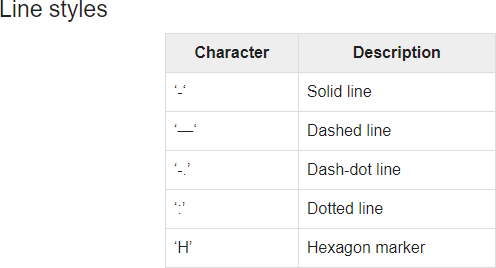 Line styles
Character Description
‘-‘ Solid line
‘—‘ Dashed line
‘-.’ Dash-dot line
‘:’ Dotted line
‘H’ Hexagon marker